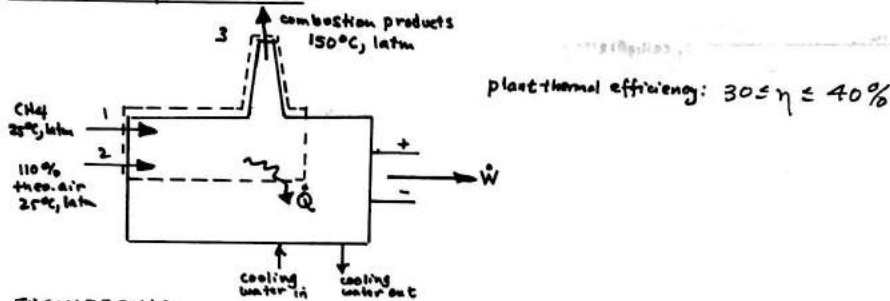 combustion products
3
150°C, 1atm
plant thermal efficiency: 30 ≤ η ≤ 40%
CH4
25°C, 1atm
1
2
110%
theo. air
25°C, 1atm
+
-
Q̇
Ẇ
cooling
water in
cooling
water out